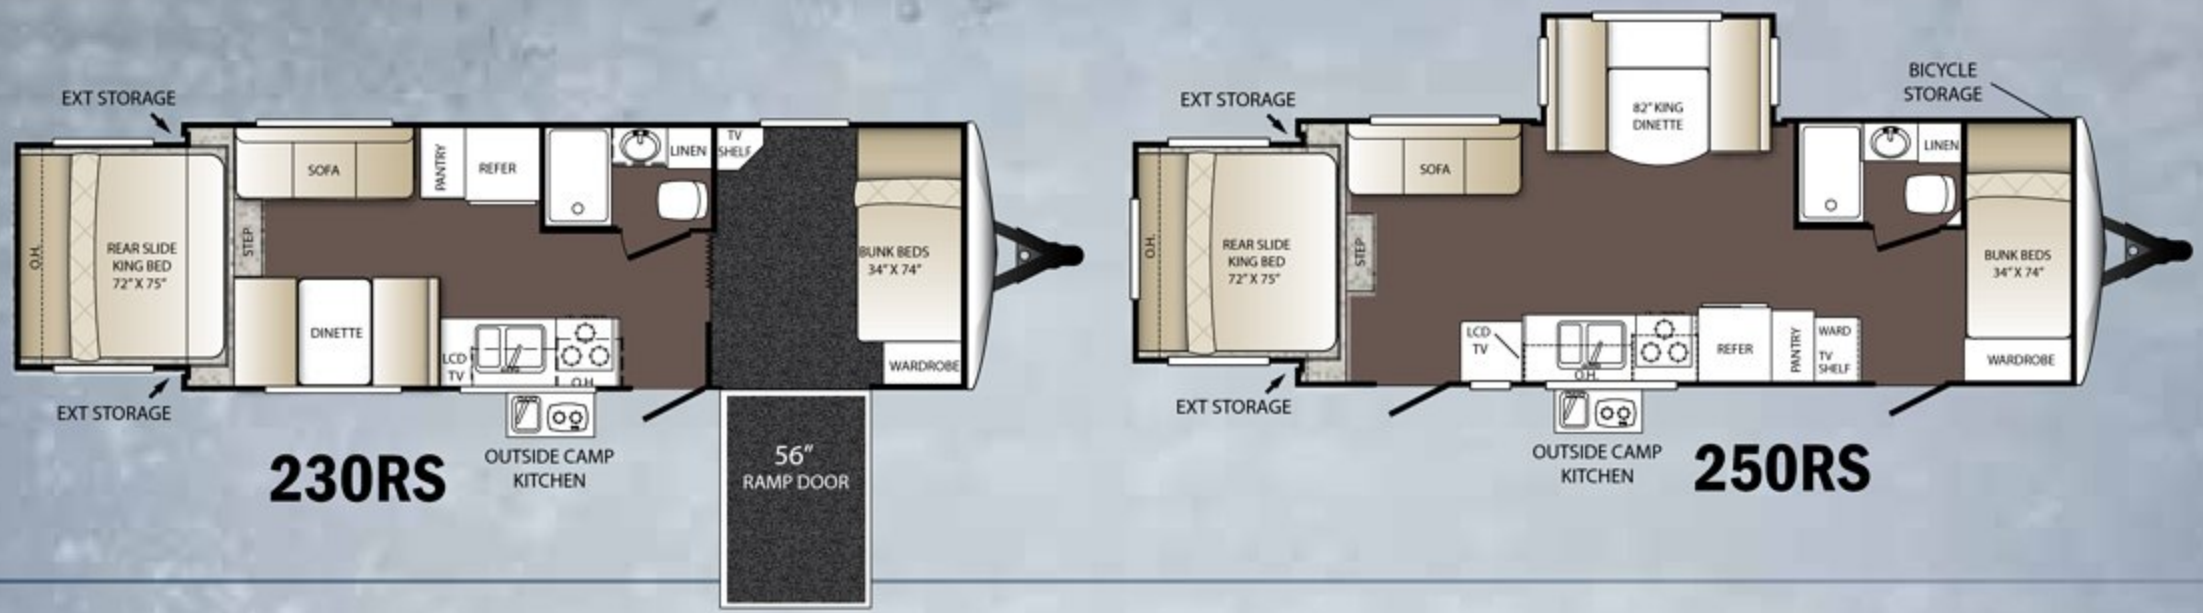 EXT STORAGE
O.H.
REAR SLIDE
KING BED
72" X 75"
STEP
SOFA
PANTRY
REFER
LINEN
TV
SHELF
BUNK BEDS
34" X 74"
WARDROBE
DINETTE
LCD
TV
O.H.
EXT STORAGE
230RS
OUTSIDE CAMP
KITCHEN
56"
RAMP DOOR
EXT STORAGE
O.H.
REAR SLIDE
KING BED
72" X 75"
STEP
SOFA
82" KING
DINETTE
BICYCLE
STORAGE
LINEN
BUNK BEDS
34" X 74"
WARDROBE
LCD
TV
O.H.
REFER
PANTRY
WARD
TV
SHELF
EXT STORAGE
OUTSIDE CAMP
KITCHEN
250RS